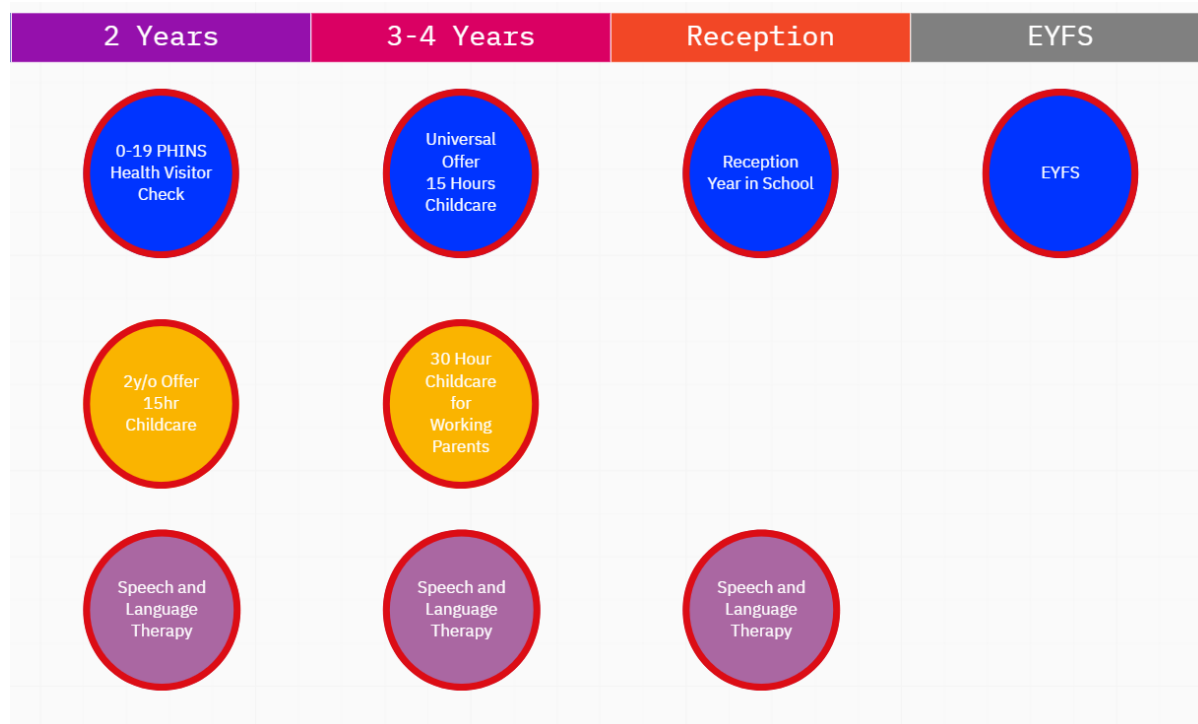 2 Years
3-4 Years
Reception
EYFS
0-19 PHINS
Health Visitor
Check
Universal
Offer
15 Hours
Childcare
Reception
Year in School
EYFS
2y/o Offer
15hr
Childcare
30 Hour
Childcare
for
Working
Parents
Speech and
Language
Therapy
Speech and
Language
Therapy
Speech and
Language
Therapy